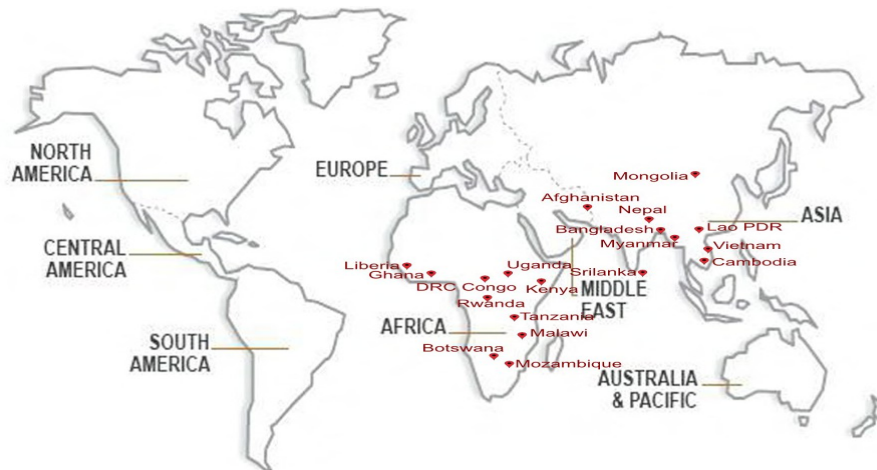 NORTH
AMERICA
EUROPE
Mongolia
Afghanistan
Nepal
ASIA
Bangladesh
Lao PDR
Myanmar
Vietnam
CENTRAL
AMERICA
Cambodia
Liberia
Uganda
Srilanka
Ghana
DRC Congo
Kenya
MIDDLE
EAST
Rwanda
Tanzania
AFRICA
Malawi
SOUTH
AMERICA
Botswana
Mozambique
AUSTRALIA
& PACIFIC